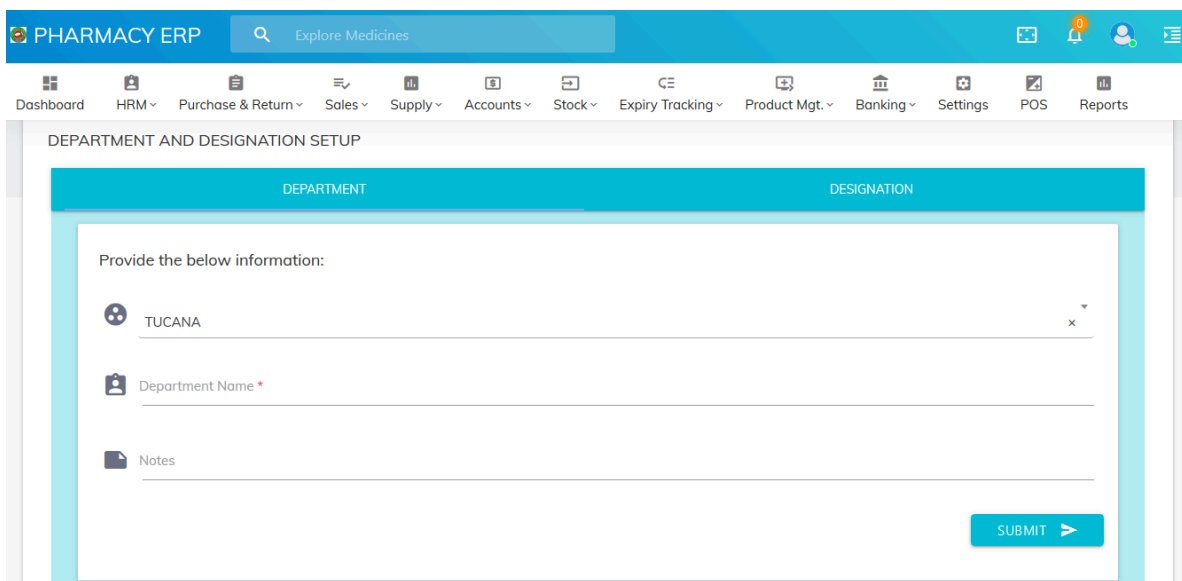 PHARMACY ERP Explore Medicines 0
Dashboard HRM Purchase & Return Sales Supply Accounts Stock Expiry Tracking Product Mgt. Banking Settings POS Reports
DEPARTMENT AND DESIGNATION SETUP
DEPARTMENT DESIGNATION
Provide the below information:
TUCANA ×
Department Name *
Notes
SUBMIT